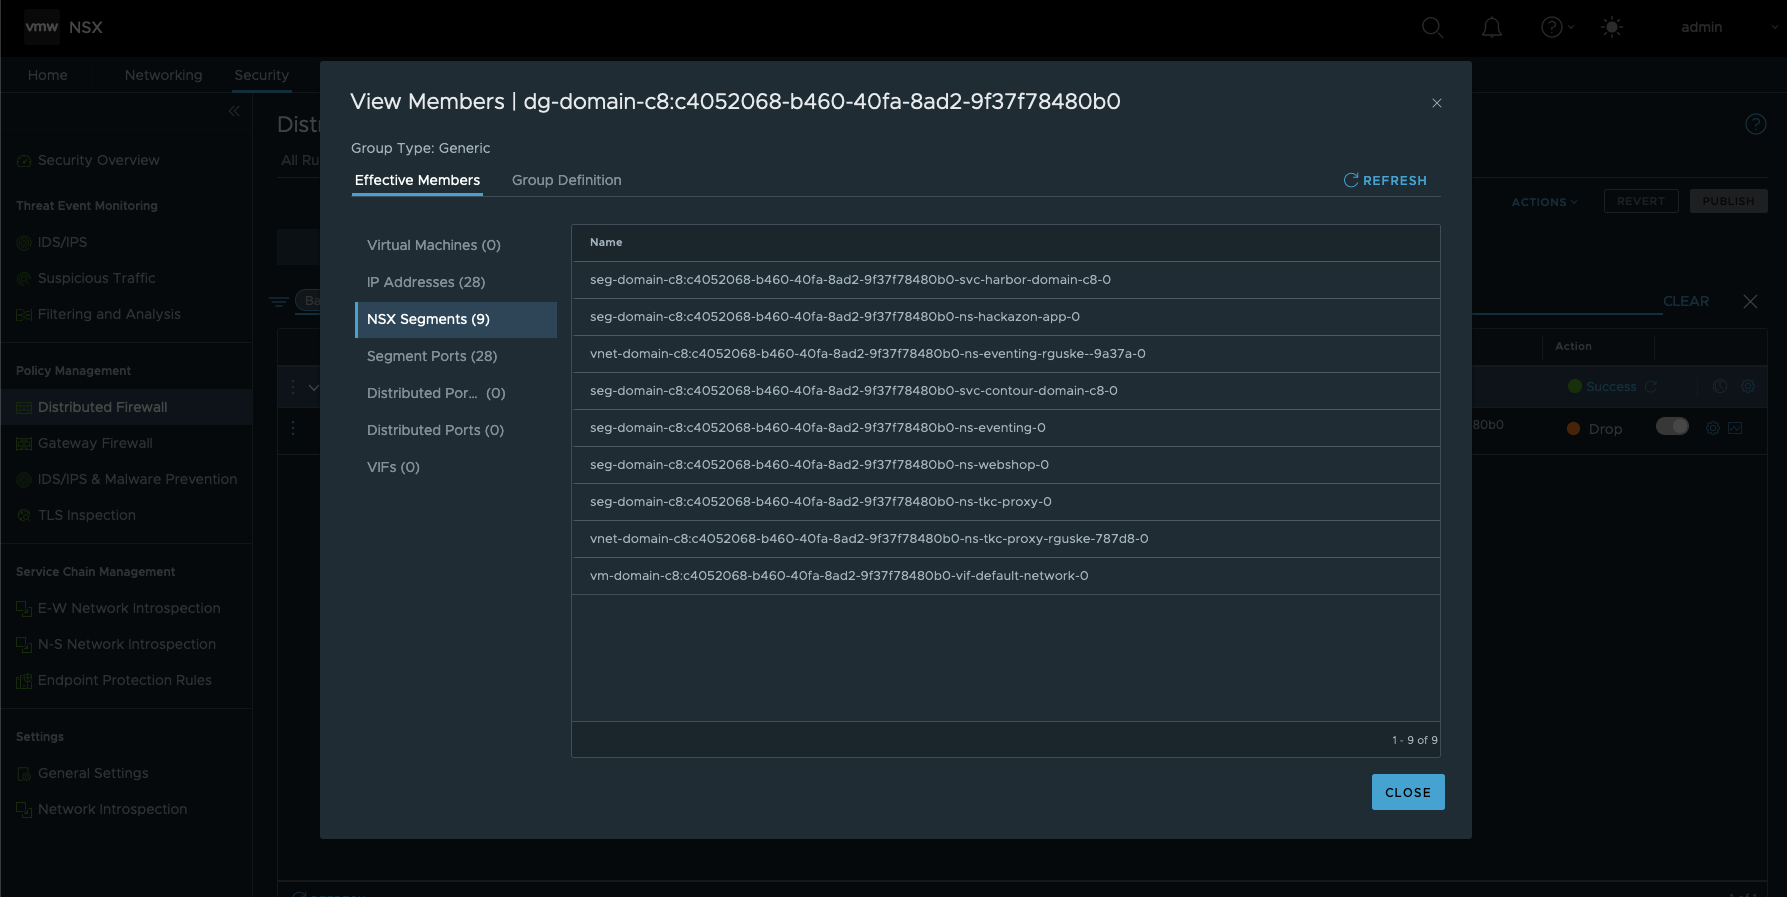 vmw NSX
admin
Home Networking Security
View Members | dg-domain-c8:c4052068-b460-40fa-8ad2-9f37f78480b0
Group Type: Generic
Effective Members Group Definition REFRESH
Security Overview
Threat Event Monitoring
IDS/IPS
Suspicious Traffic
Filtering and Analysis
Policy Management
Distributed Firewall
Gateway Firewall
IDS/IPS & Malware Prevention
TLS Inspection
Service Chain Management
E-W Network Introspection
N-S Network Introspection
Endpoint Protection Rules
Settings
General Settings
Network Introspection
Distr
All Ru
Ba
Virtual Machines (0)
IP Addresses (28)
NSX Segments (9)
Segment Ports (28)
Distributed Por... (0)
Distributed Ports (0)
VIFs (0)
Name
seg-domain-c8:c4052068-b460-40fa-8ad2-9f37f78480b0-svc-harbor-domain-c8-0
seg-domain-c8:c4052068-b460-40fa-8ad2-9f37f78480b0-ns-hackazon-app-0
vnet-domain-c8:c4052068-b460-40fa-8ad2-9f37f78480b0-ns-eventing-rguske--9a37a-0
seg-domain-c8:c4052068-b460-40fa-8ad2-9f37f78480b0-svc-contour-domain-c8-0
seg-domain-c8:c4052068-b460-40fa-8ad2-9f37f78480b0-ns-eventing-0
seg-domain-c8:c4052068-b460-40fa-8ad2-9f37f78480b0-ns-webshop-0
seg-domain-c8:c4052068-b460-40fa-8ad2-9f37f78480b0-ns-tkc-proxy-0
vnet-domain-c8:c4052068-b460-40fa-8ad2-9f37f78480b0-ns-tkc-proxy-rguske-787d8-0
vm-domain-c8:c4052068-b460-40fa-8ad2-9f37f78480b0-vif-default-network-0
1 - 9 of 9
CLOSE
ACTIONS REVERT PUBLISH
CLEAR
Action
Success
80b0 Drop